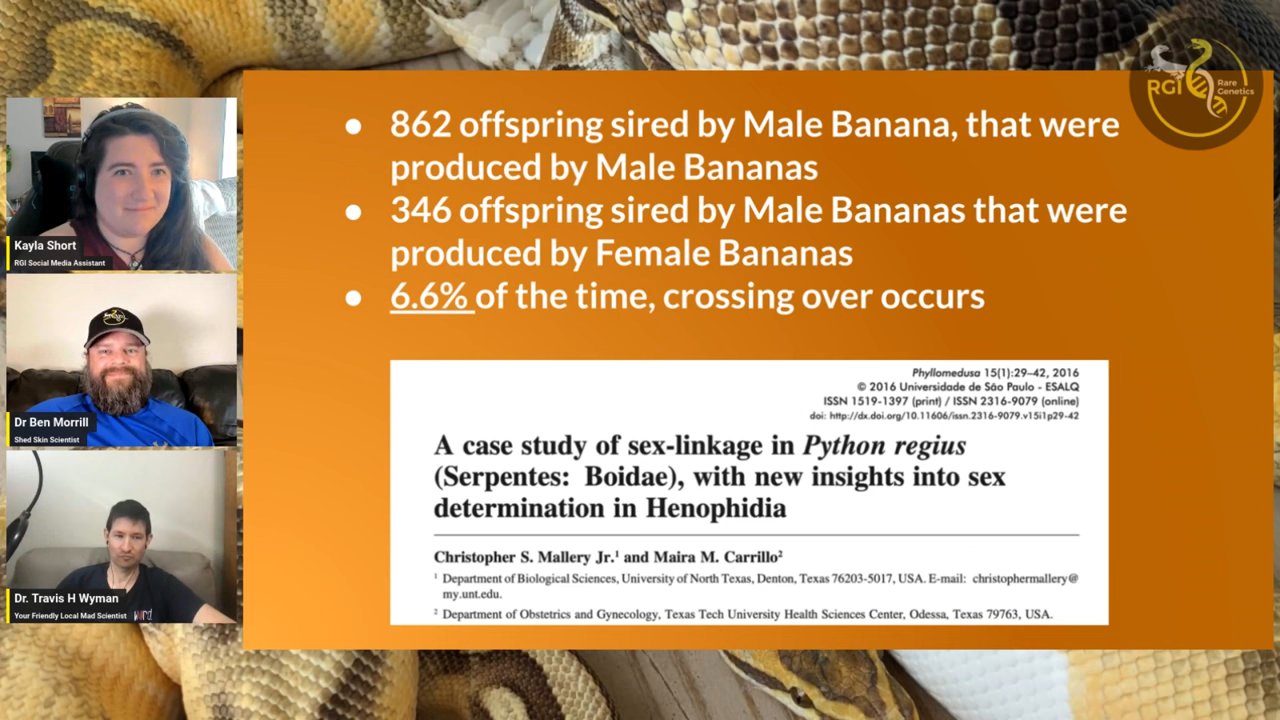 RGI
Rare
Genetics
● 862 offspring sired by Male Banana, that were
produced by Male Bananas
● 346 offspring sired by Male Bananas that were
produced by Female Bananas
● 6.6% of the time, crossing over occurs
Phyllomedusa 15(1):29–42, 2016
© 2016 Universidade de São Paulo - ESALQ
ISSN 1519-1397 (print) / ISSN 2316-9079 (online)
doi: http://dx.doi.org/10.11606/issn.2316-9079.v15i1p29-42
A case study of sex-linkage in Python regius
(Serpentes: Boidae), with new insights into sex
determination in Henophidia
Christopher S. Mallery Jr.¹ and Maira M. Carrillo²
¹ Department of Biological Sciences, University of North Texas, Denton, Texas 76203-5017, USA. E-mail: christophermallery@
my.unt.edu.
² Department of Obstetrics and Gynecology, Texas Tech University Health Sciences Center, Odessa, Texas 79763, USA.
Kayla Short
RGI Social Media Assistant
Dr Ben Morrill
Shed Skin Scientist
Dr. Travis H Wyman
Your Friendly Local Mad Scientist